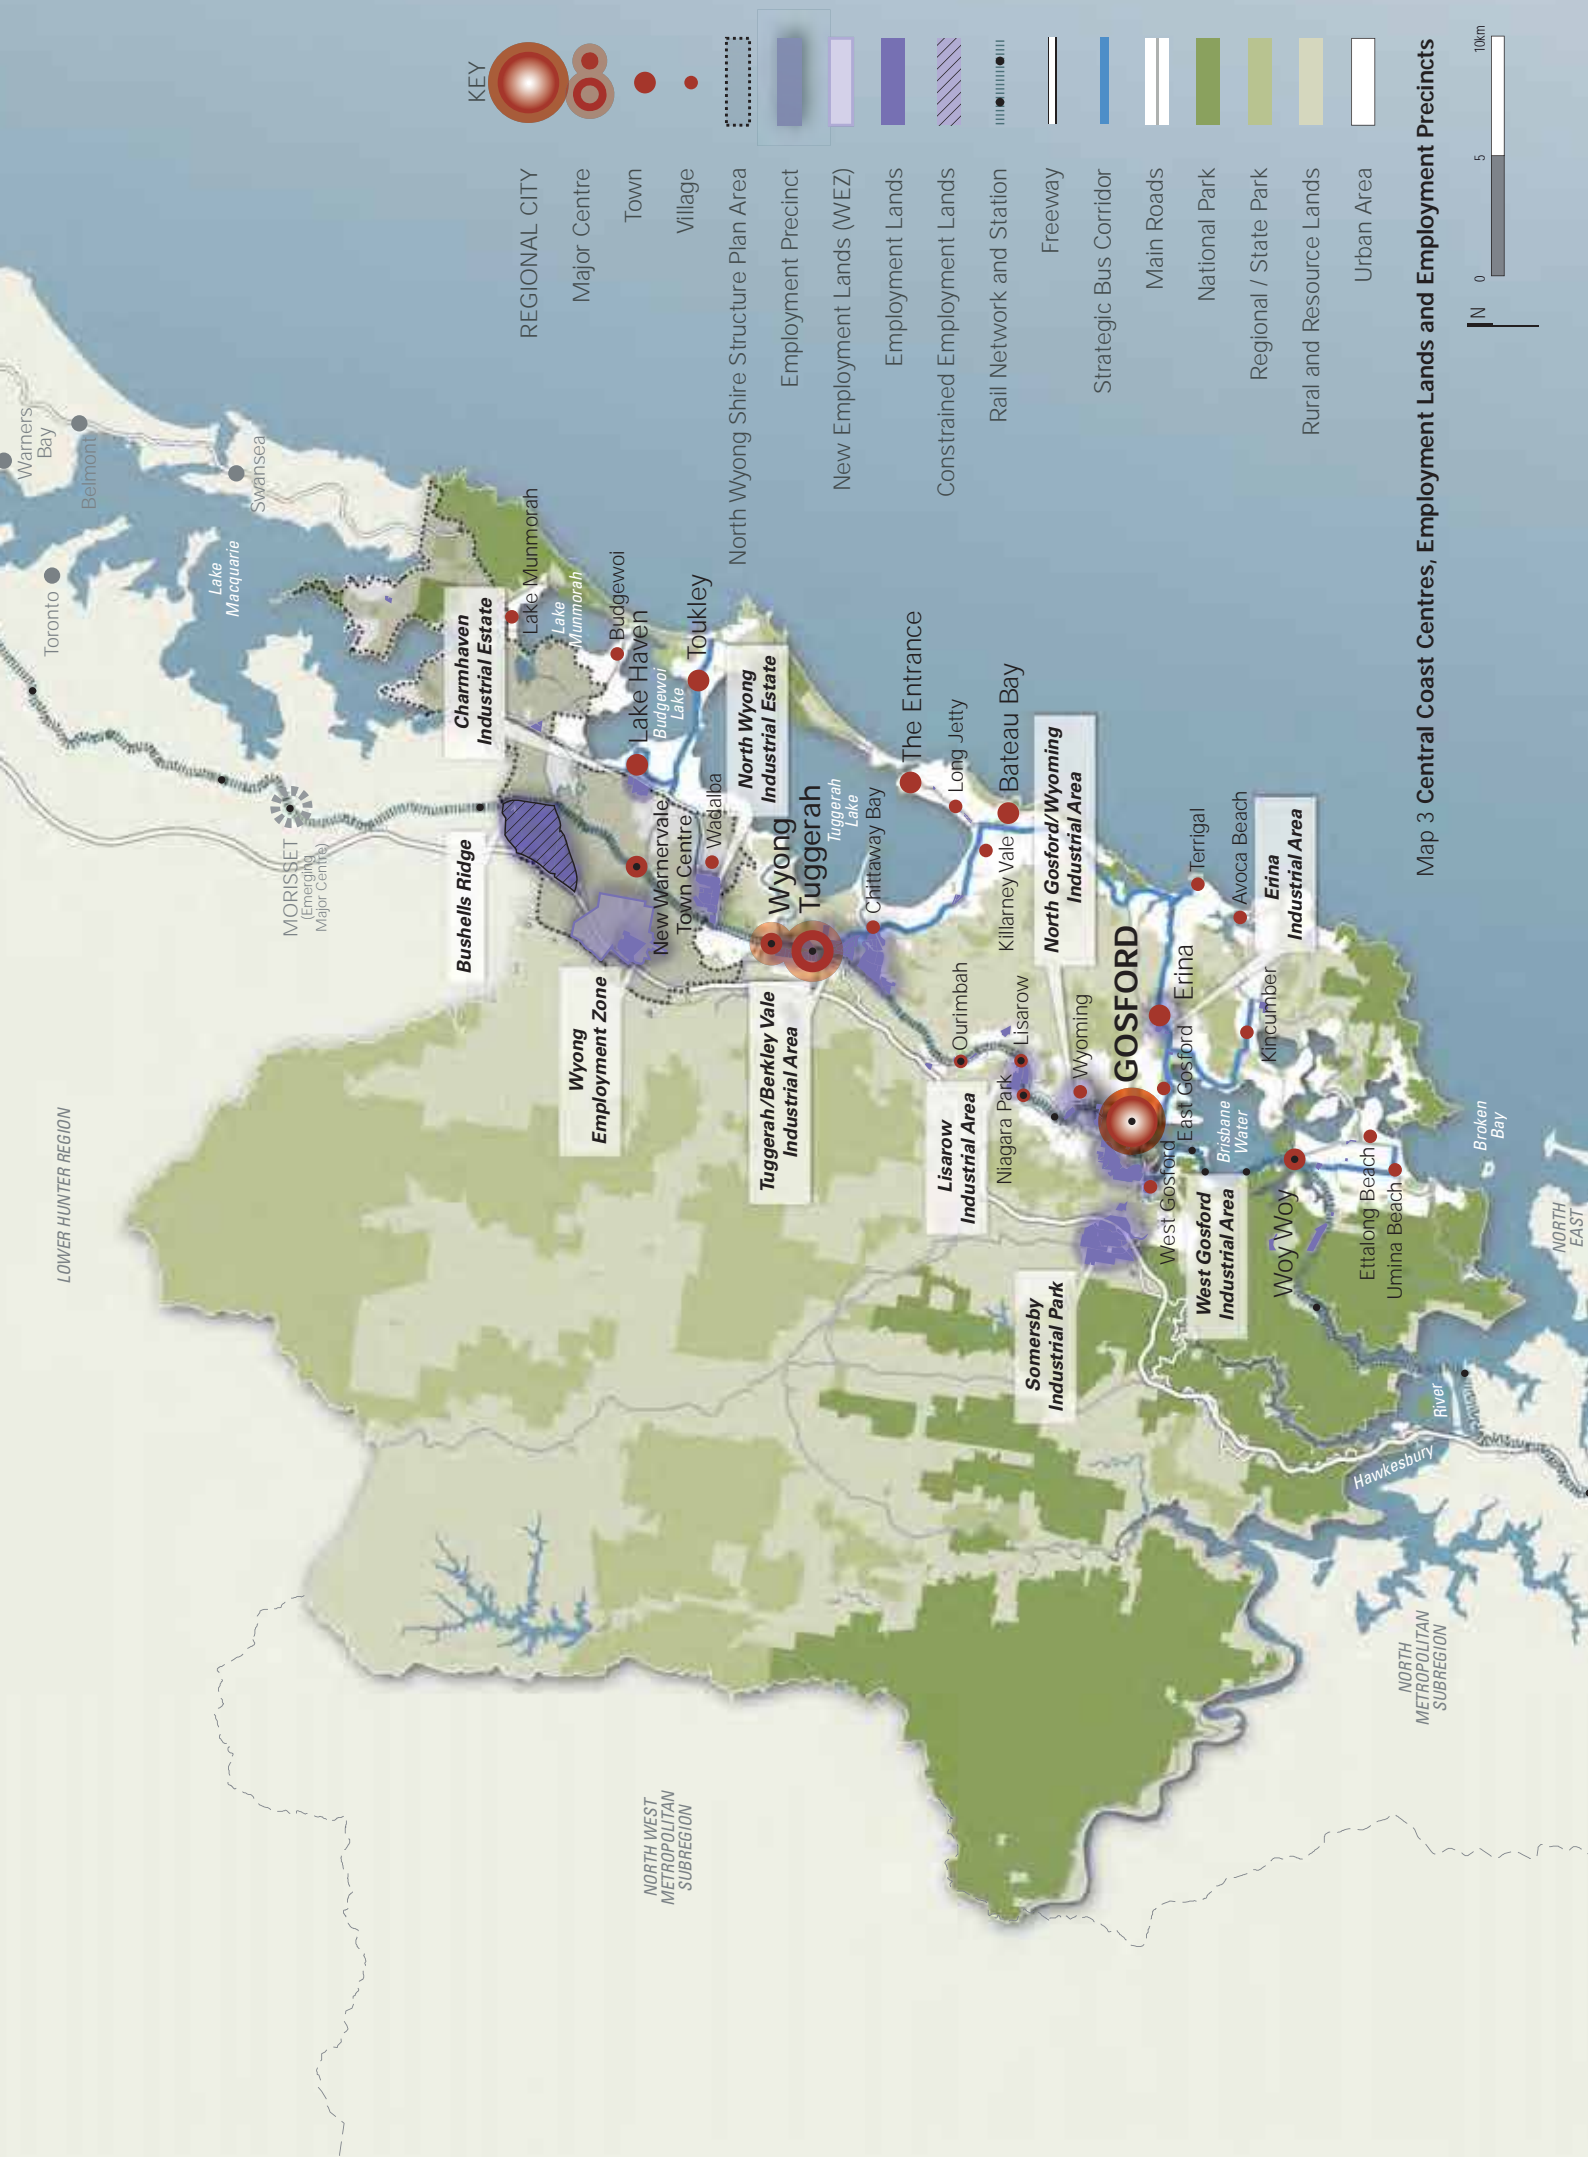 Map 3 Central Coast Centres, Employment Lands and Employment Precincts
KEY
REGIONAL CITY
Major Centre
Town
Village
North Wyong Shire Structure Plan Area
Employment Precinct
New Employment Lands (WEZ)
Employment Lands
Constrained Employment Lands
Rail Network and Station
Freeway
Strategic Bus Corridor
Main Roads
National Park
Regional / State Park
Rural and Resource Lands
Urban Area
N
0
5
10km
LOWER HUNTER REGION
NORTH WEST
METROPOLITAN
SUBREGION
NORTH
METROPOLITAN
SUBREGION
NORTH
EAST
Toronto
Warners
Bay
Belmont
Swansea
Lake
Macquarie
MORISSET
(Emerging
Major Centre)
Charmhaven
Industrial Estate
Lake Munmorah
Lake
Munmorah
Budgewoi
Lake Haven
Budgewoi
Lake
Toukley
Bushells Ridge
New Warnervale
Town Centre
Wadalba
North Wyong
Industrial Estate
Wyong
Employment Zone
Wyong
Tuggerah
Tuggerah
Lake
Tuggerah/Berkley Vale
Industrial Area
Chittaway Bay
The Entrance
Long Jetty
Bateau Bay
Killarney Vale
Ourimbah
Lisarow
Niagara Park
Lisarow
Industrial Area
North Gosford/Wyoming
Industrial Area
Wyoming
GOSFORD
East Gosford
West Gosford
Erina
Terrigal
Avoca Beach
Erina
Industrial Area
Kincumber
Somersby
Industrial Park
West Gosford
Industrial Area
Brisbane
Water
Woy Woy
Ettalong Beach
Umina Beach
Broken
Bay
Hawkesbury
River